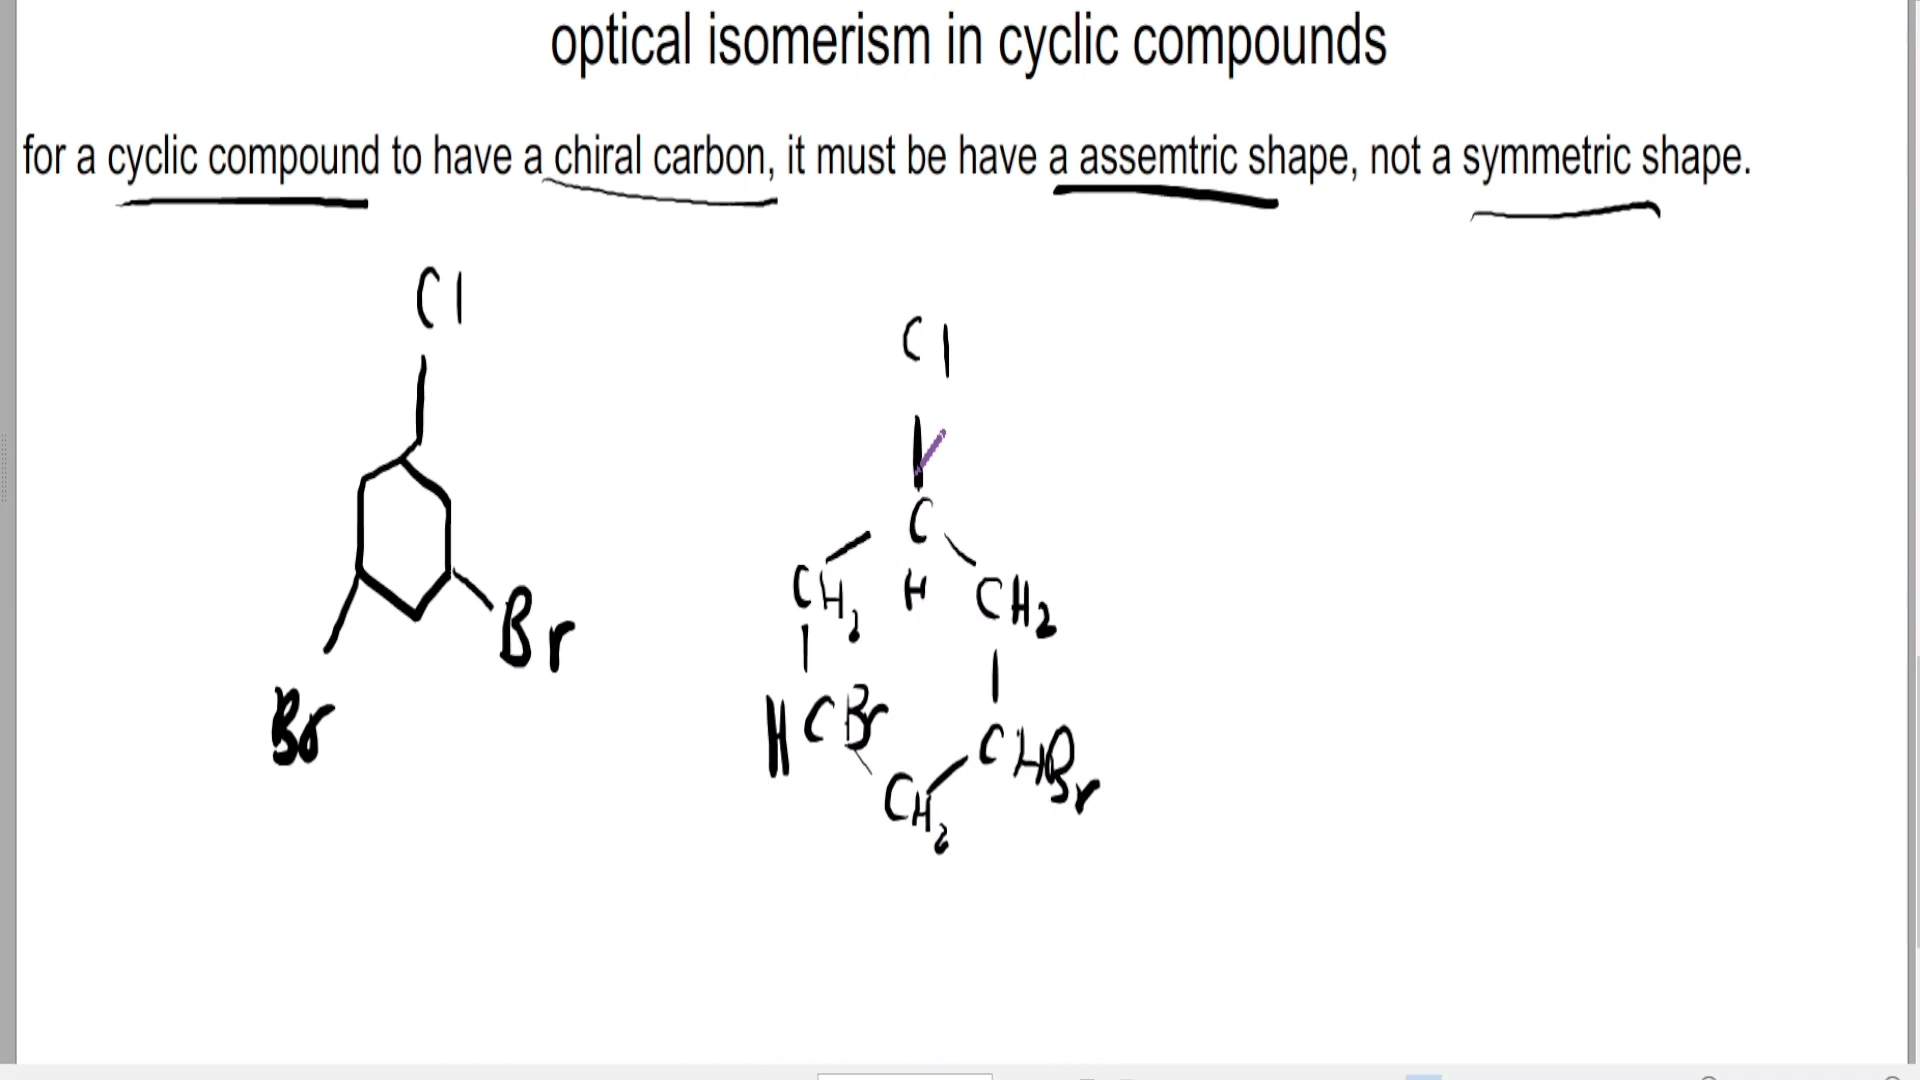 optical isomerism in cyclic compounds
for a cyclic compound to have a chiral carbon, it must be have a assemtric shape, not a symmetric shape.
Cl
Br
Br
Cl
C
CH2 H CH2
HCBr CHBr
CH2